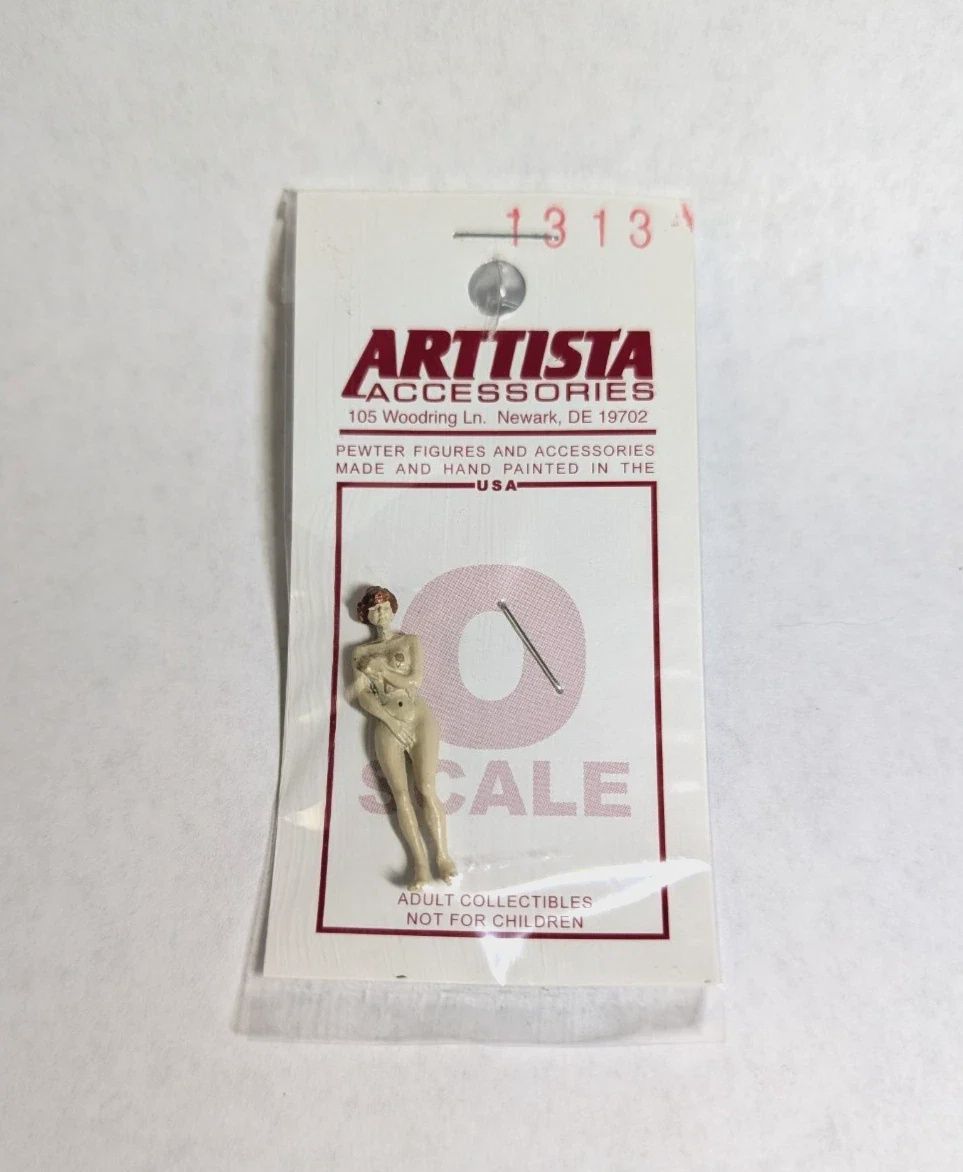 1313A
ARTTISTA
ACCESSORIES
105 Woodring Ln. Newark, DE 19702
PEWTER FIGURES AND ACCESSORIES
MADE AND HAND PAINTED IN THE
USA
O
SCALE
ADULT COLLECTIBLES
NOT FOR CHILDREN